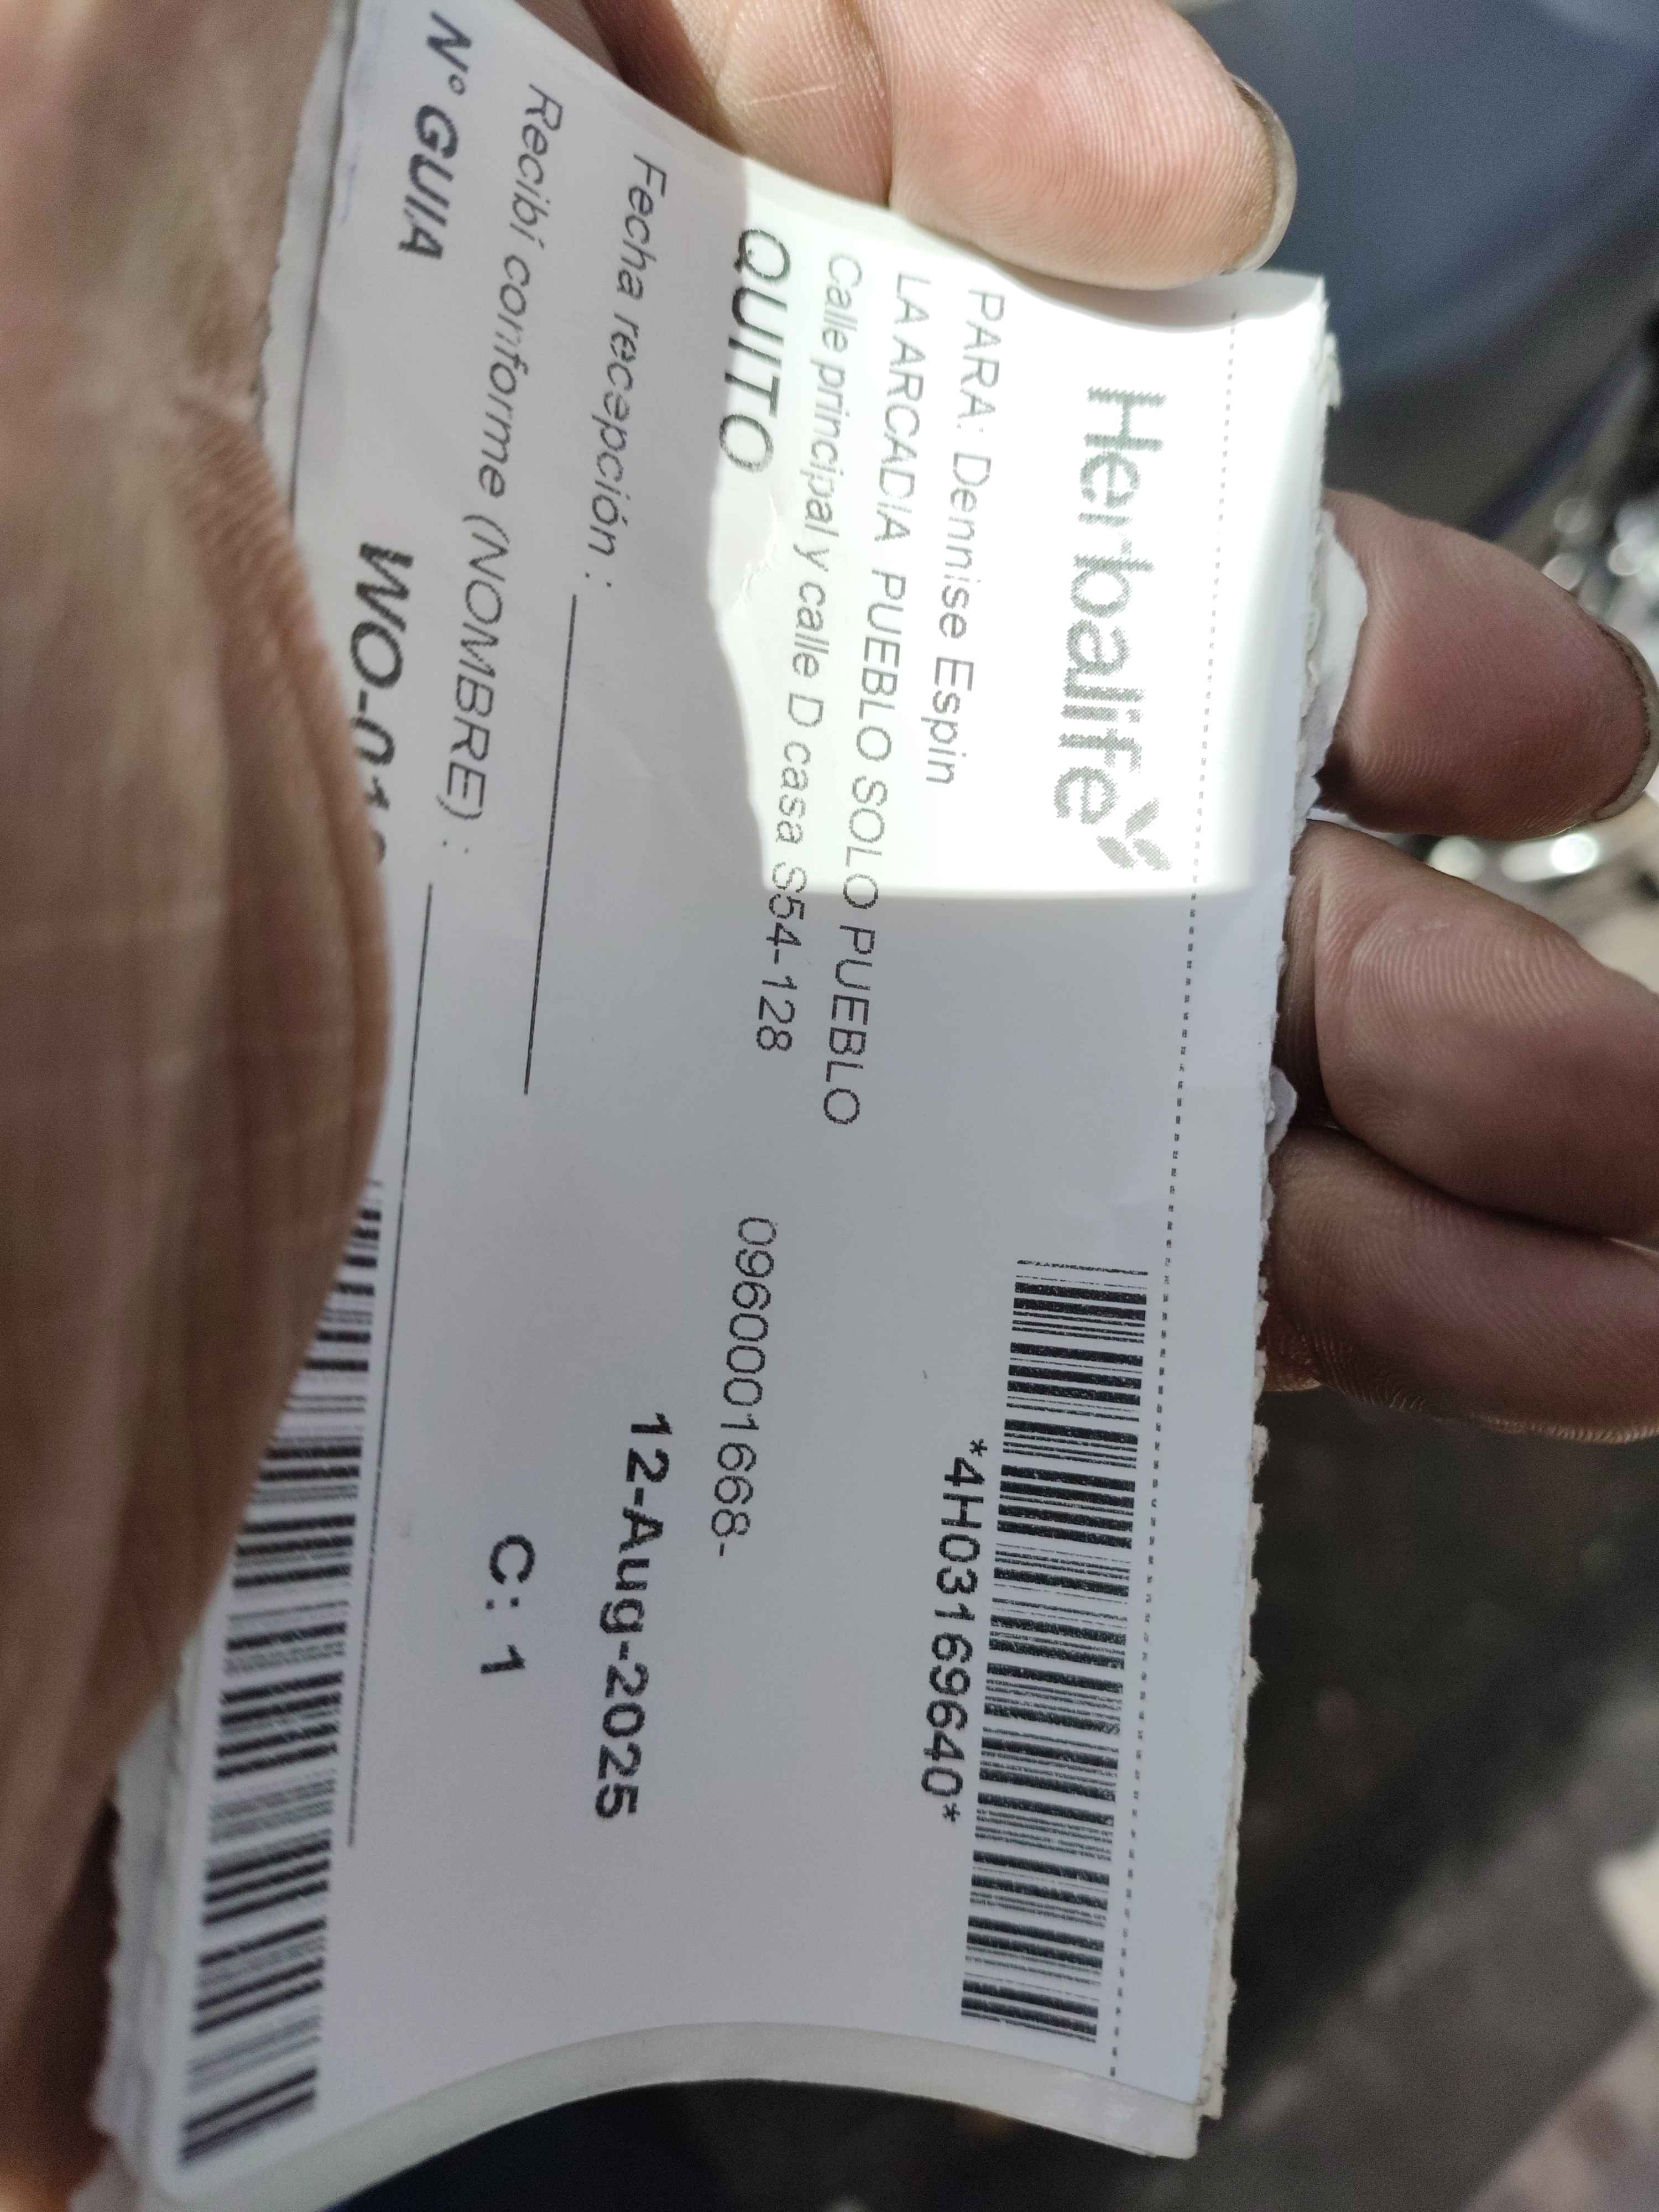 Herbalife
*4H03169640*
PARA: Dennise Espin
LA ARCADIA PUEBLO SOLO PUEBLO
Calle principal y calle D casa S54-128
QUITO
0960001668-
Fecha recepción :
12-Aug-2025
Recibí conforme (NOMBRE) :
C: 1
N° GUIA